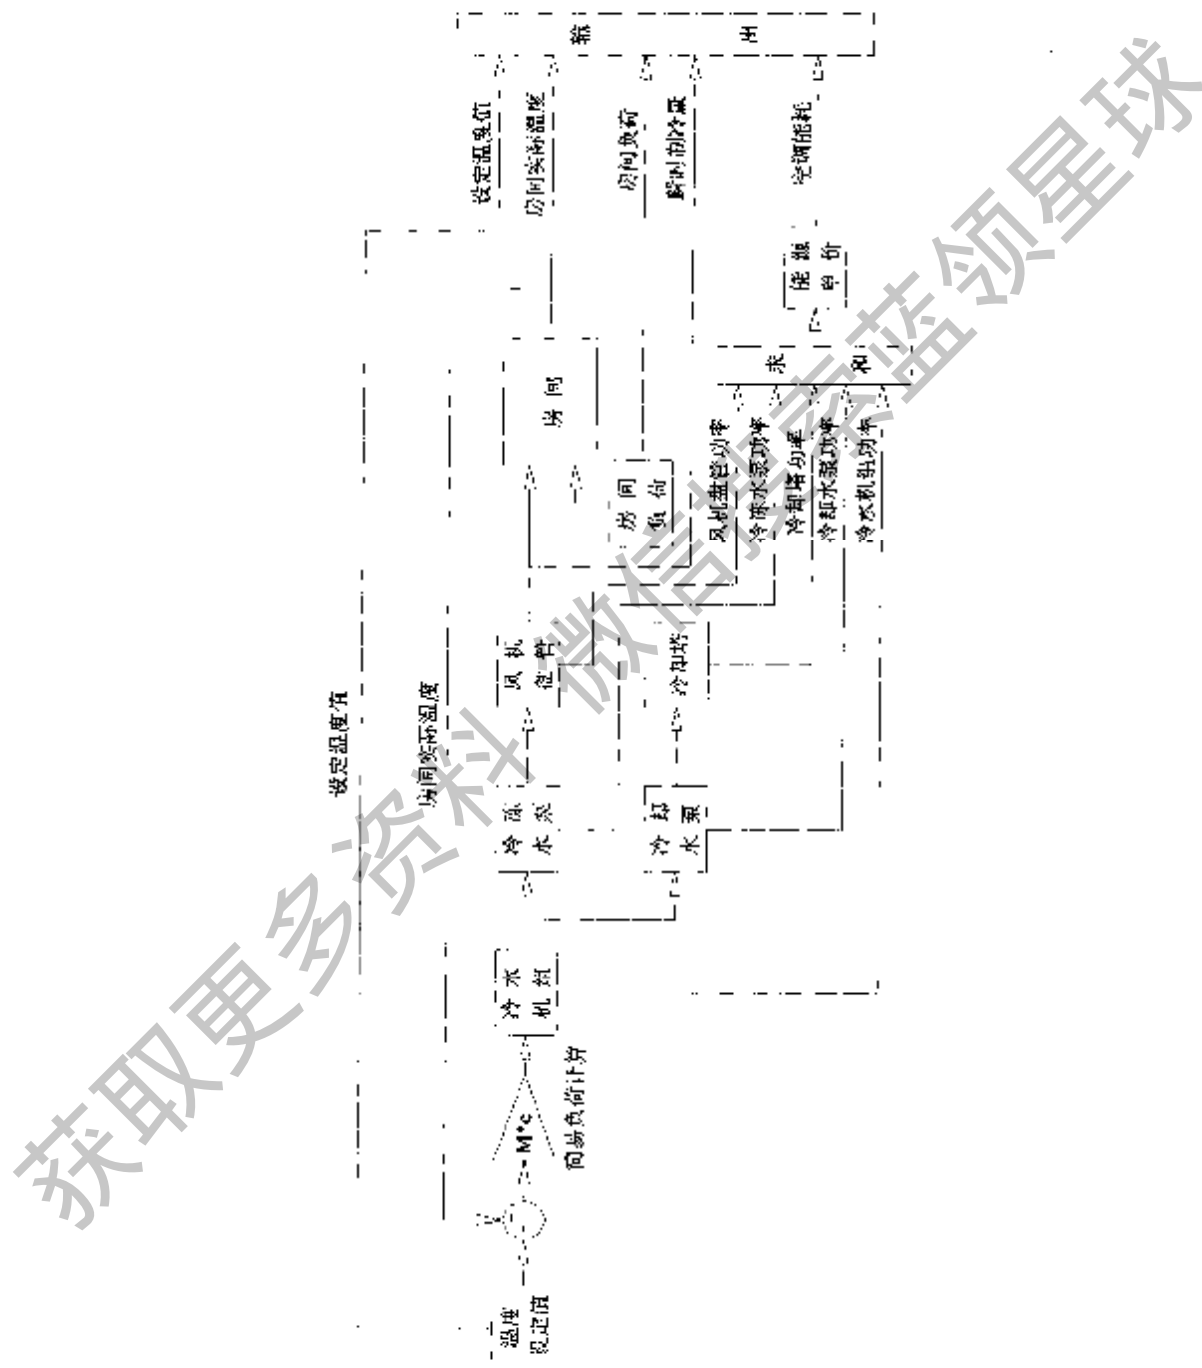 输出
设定温度值
房间实际温度
房间负荷
瞬时制冷量
空调能耗
能源
单价
求和
房间
房间
负荷
风机盘管功率
冷冻水泵功率
冷却塔功率
冷却水泵功率
冷水机组功率
风机
盘管
冷却塔
设定温度值
房间实际温度
冷冻
水泵
冷却
水泵
冷水
机组
M*c
简易负荷计算
温度
设定值
获取更多资料 微信搜索蓝领星球